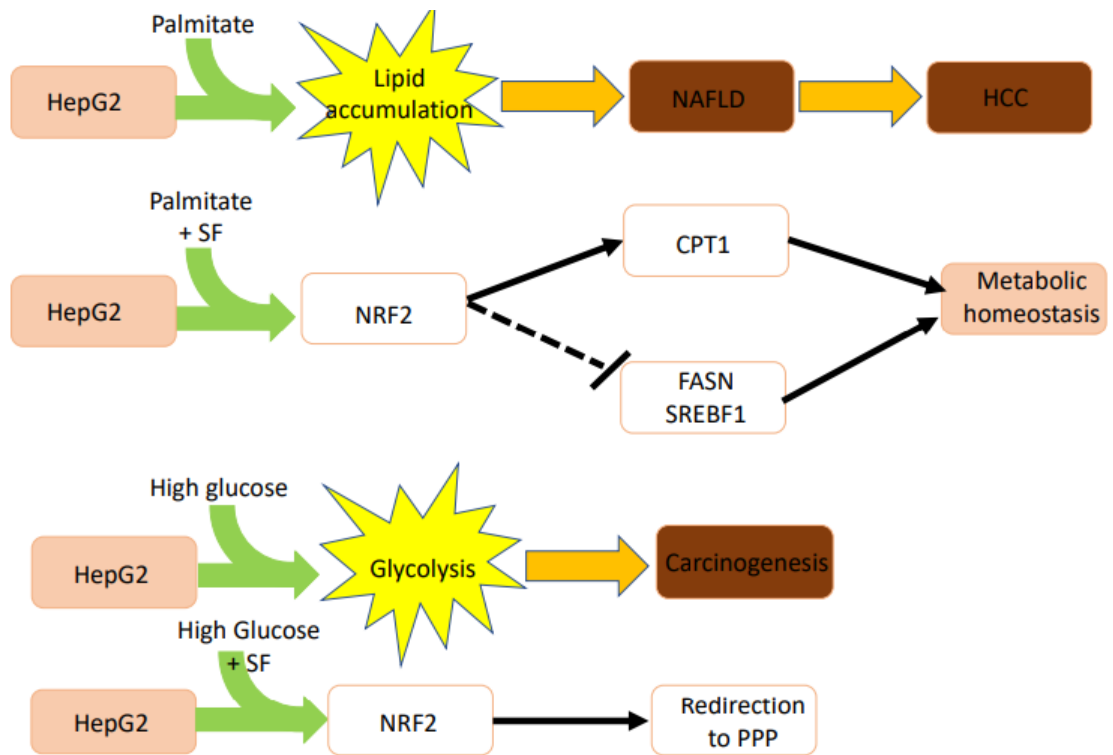 Palmitate
HepG2
Lipid
accumulation
NAFLD
HCC
Palmitate
+ SF
HepG2
NRF2
CPT1
FASN
SREBF1
Metabolic
homeostasis
High glucose
HepG2
Glycolysis
Carcinogenesis
High Glucose
+ SF
HepG2
NRF2
Redirection
to PPP